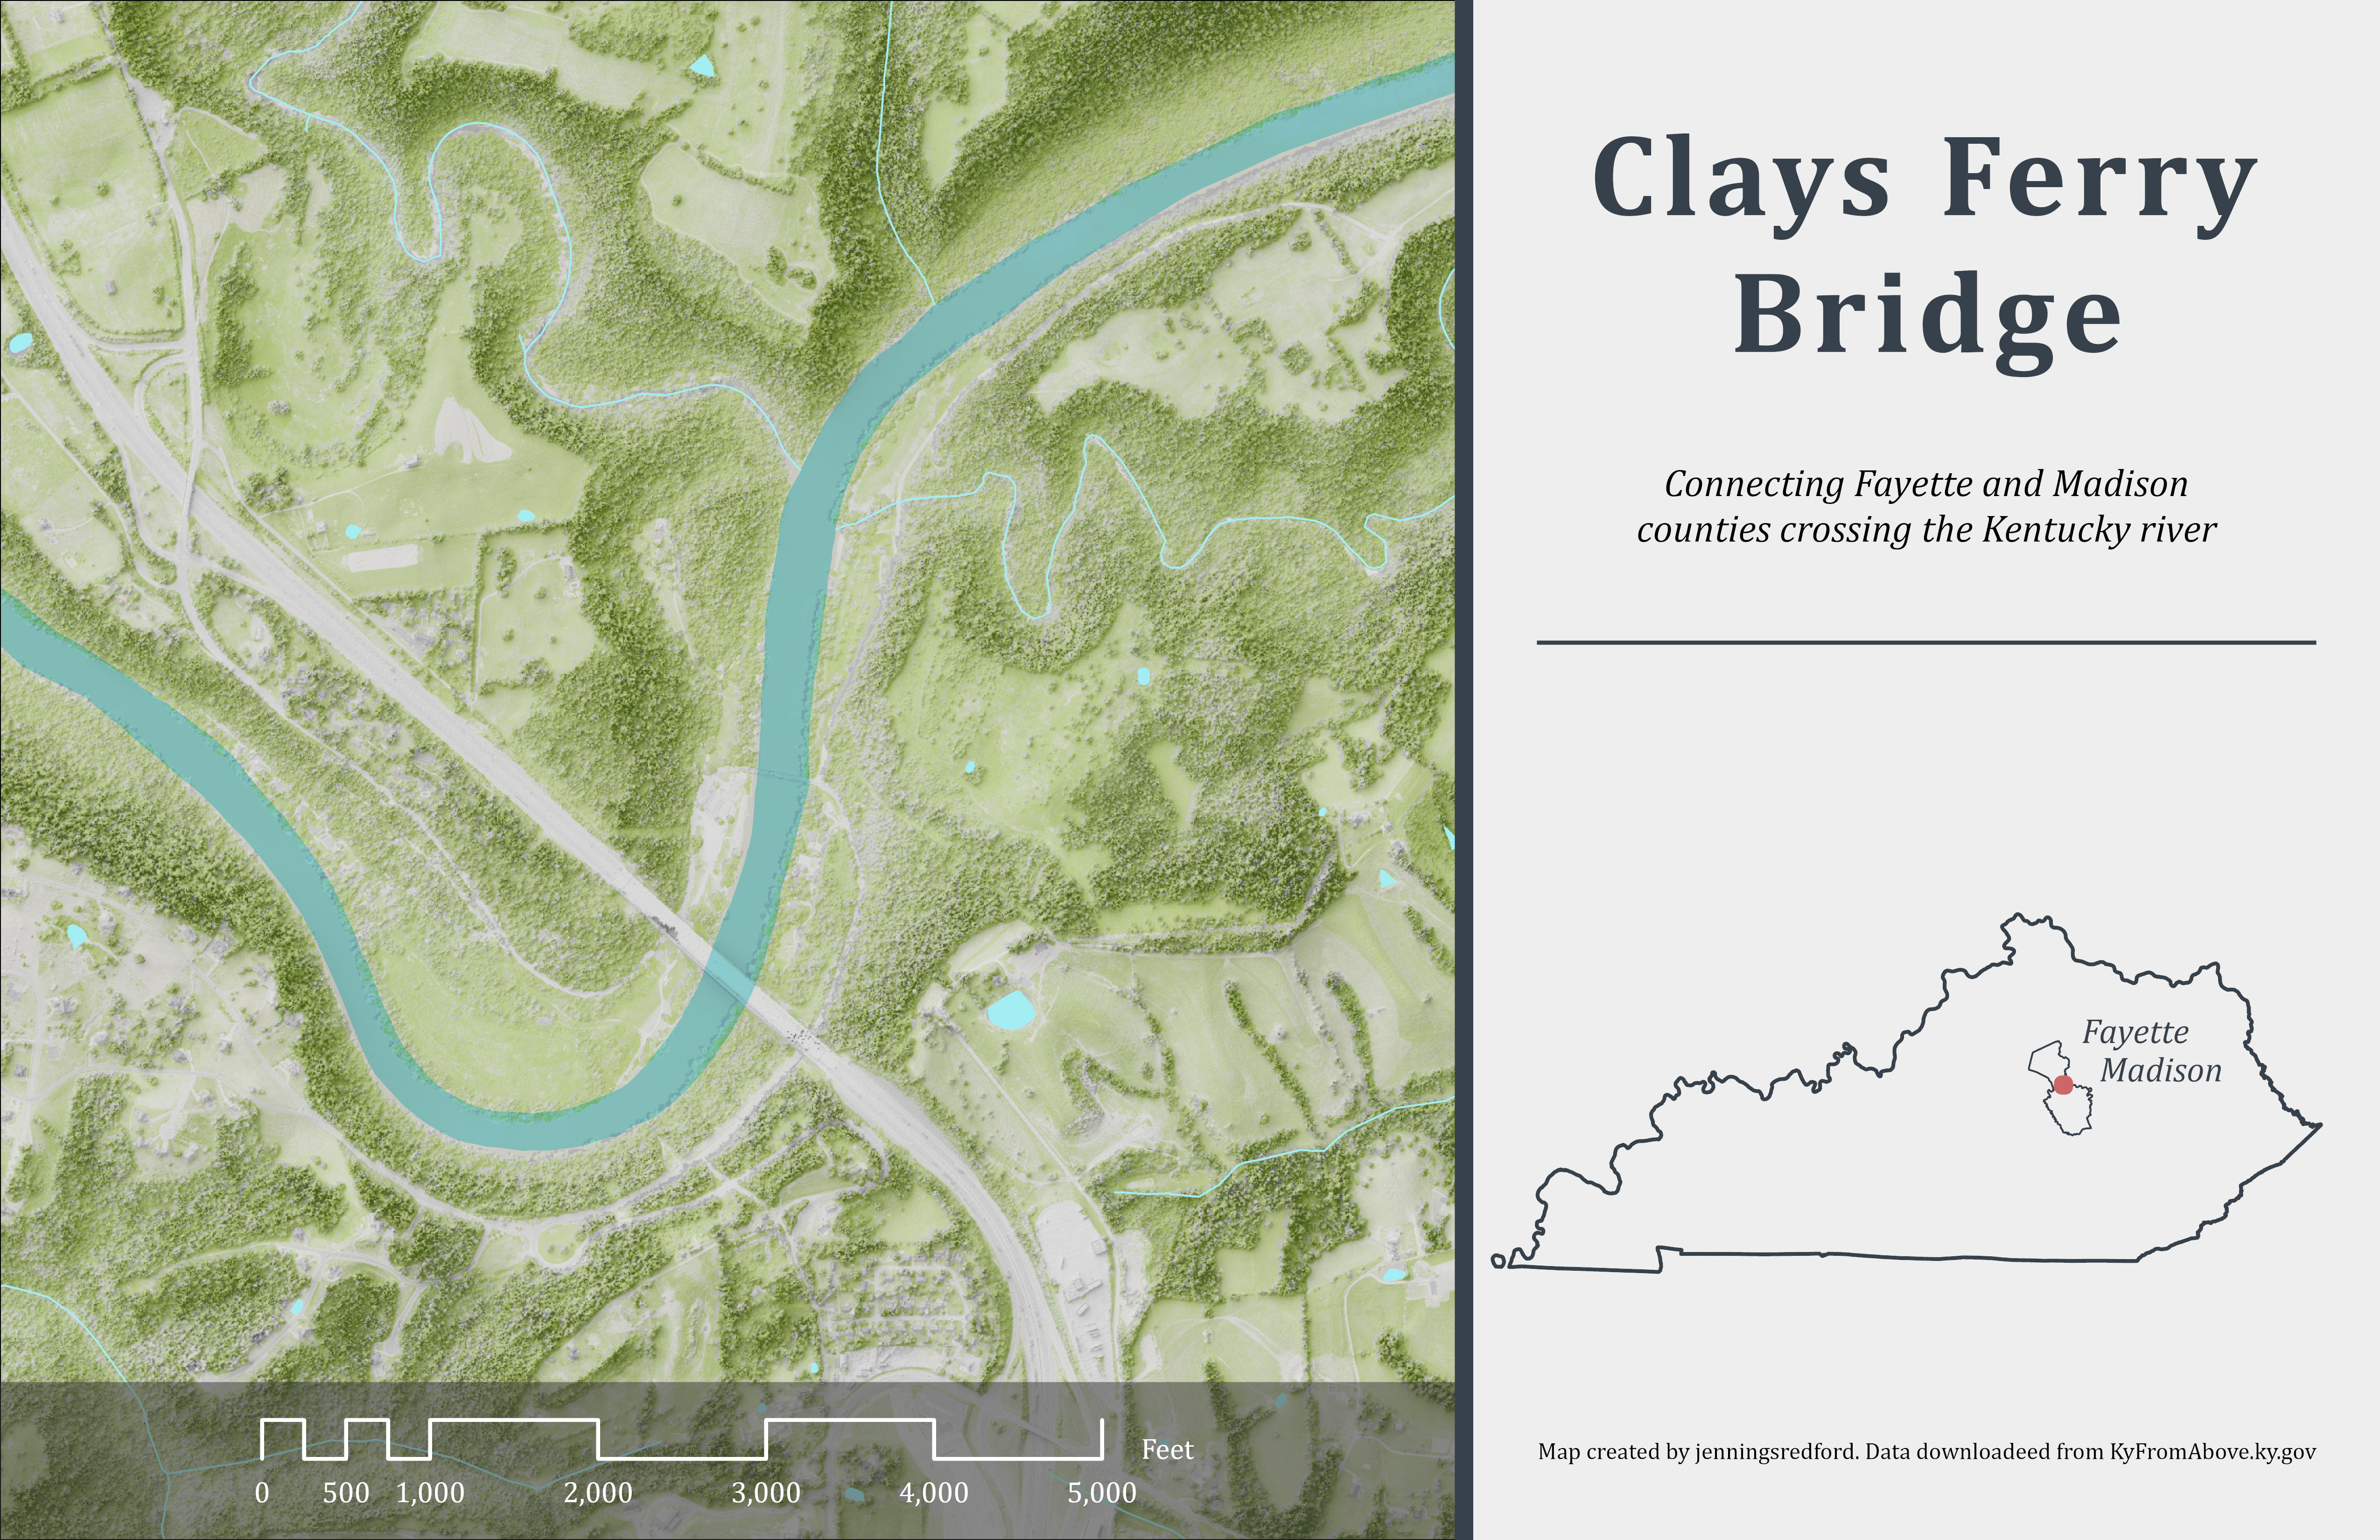 Clays Ferry
Bridge
Connecting Fayette and Madison
counties crossing the Kentucky river
Fayette
Madison
Feet
0 500 1,000 2,000 3,000 4,000 5,000
Map created by jenningsredford. Data downloadeed from KyFromAbove.ky.gov